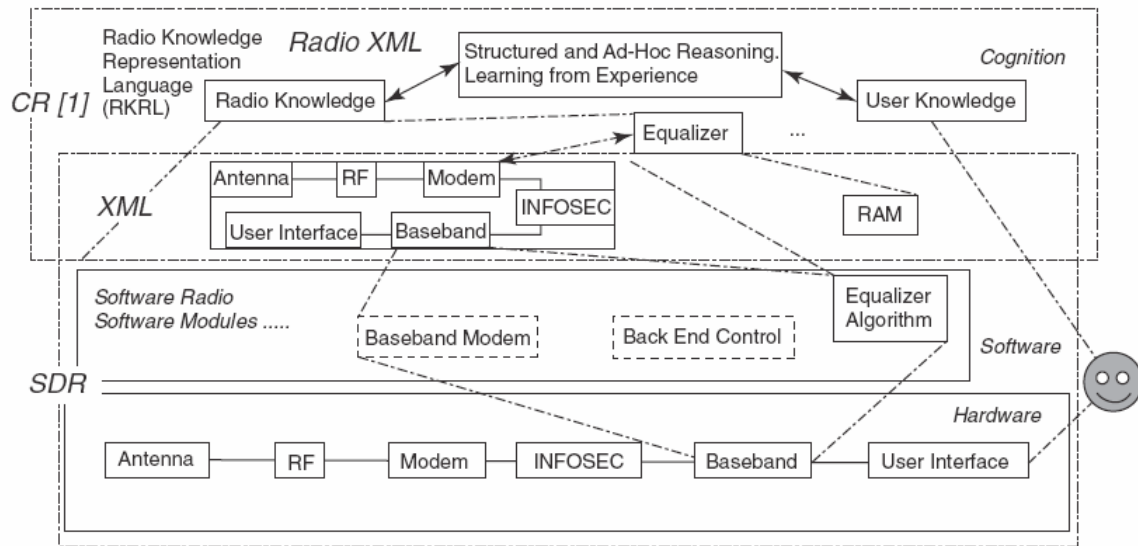 Radio Knowledge
Representation
Language
(RKRL)
Radio XML
Structured and Ad-Hoc Reasoning.
Learning from Experience
Cognition
CR [1]
Radio Knowledge
User Knowledge
Equalizer
...
XML
Antenna
RF
Modem
INFOSEC
User Interface
Baseband
RAM
Software Radio
Software Modules .....
Baseband Modem
Back End Control
Equalizer
Algorithm
Software
SDR
Hardware
Antenna
RF
Modem
INFOSEC
Baseband
User Interface